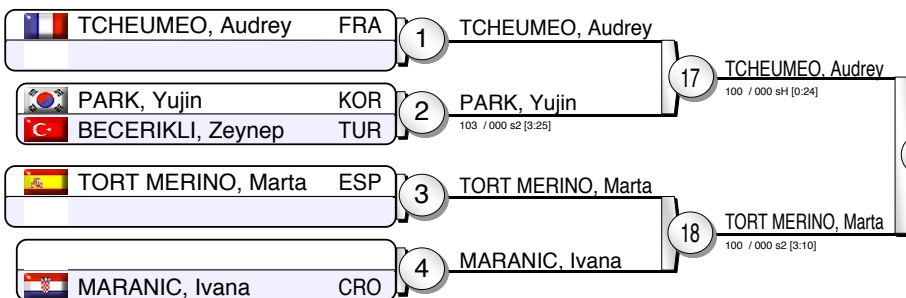 TCHEUMEO, Audrey FRA
1
TCHEUMEO, Audrey
17
TCHEUMEO, Audrey
100 / 000 sH [0:24]
PARK, Yujin KOR
BECERIKLI, Zeynep TUR
2
PARK, Yujin
103 / 000 s2 [3:25]
TORT MERINO, Marta ESP
3
TORT MERINO, Marta
18
TORT MERINO, Marta
100 / 000 s2 [3:10]
MARANIC, Ivana CRO
4
MARANIC, Ivana